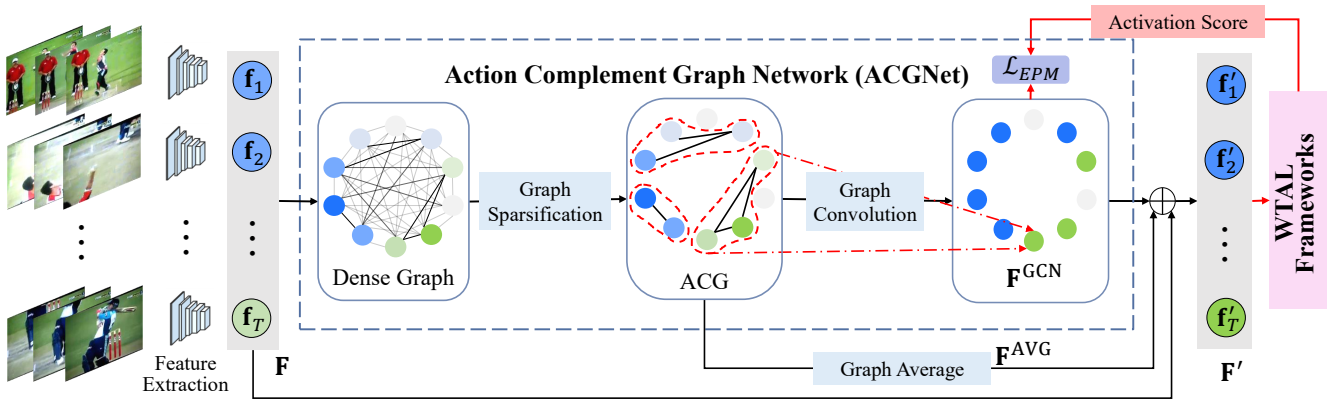 Activation Score
Action Complement Graph Network (ACGNet)
ℒ_EPM
f₁
f₂
f_T
Feature
Extraction
F
Dense Graph
Graph
Sparsification
ACG
Graph
Convolution
F^GCN
Graph Average
F^AVG
f′₁
f′₂
f′_T
F′
WTAL
Frameworks